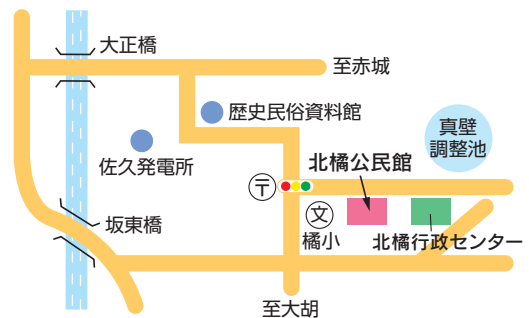 大正橋
至赤城
歴史民俗資料館
真壁
調整池
佐久発電所
北橘公民館
〒
文
坂東橋
橘小
北橘行政センター
至大胡